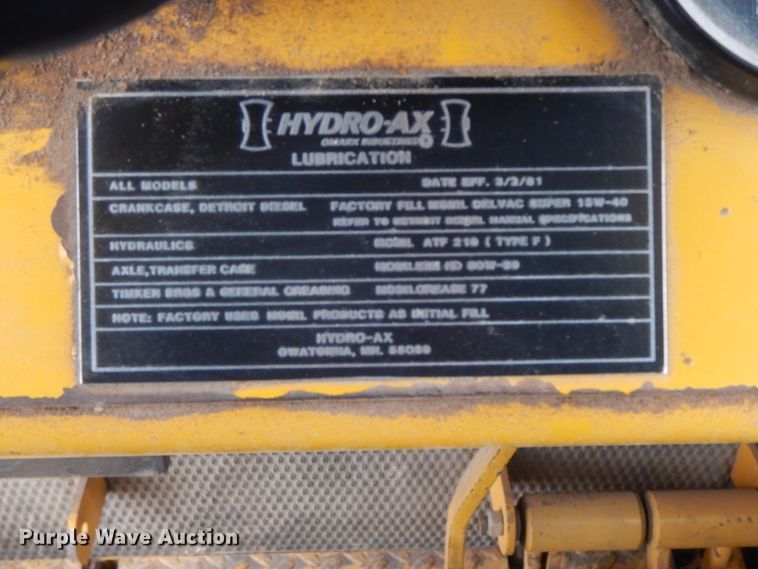 HYDRO-AX
OMARK INDUSTRIES
LUBRICATION
ALL MODELS DATE EFF. 3/2/81
CRANKCASE, DETROIT DIESEL FACTORY FILL MOBIL DELVAC SUPER 15W-40
REFER TO DETROIT DIESEL MANUAL SPECIFICATIONS
HYDRAULICS MOBIL ATF 210 ( TYPE F )
AXLE, TRANSFER CASE HD
TIMKEN BRGS & GENERAL GREASING MOBILGREASE 77
NOTE: FACTORY USES MOBIL PRODUCTS AS INITIAL FILL
HYDRO-AX
OWATONNA, MN.
Purple Wave Auction